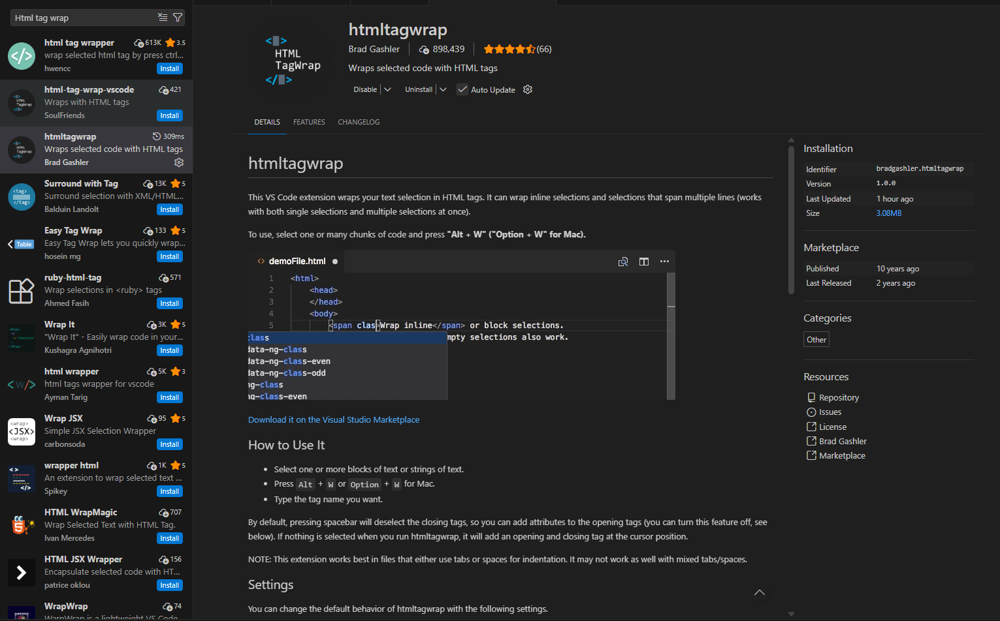 Html tag wrap
html tag wrapper 613K 3.5
wrap selected html tag by press ctrl...
hwencc Install
html-tag-wrap-vscode 421
Wraps with HTML tags
SoulFriends Install
htmltagwrap 309ms
Wraps selected code with HTML tags
Brad Gashler
Surround with Tag 13K 5
Surround selection with XML/HTML...
Balduin Landolt Install
Easy Tag Wrap 133 5
Easy Tag Wrap lets you quickly wrap...
hosein mg Install
Table
ruby-html-tag 571
Wrap selections in <ruby> tags
Ahmed Fasih Install
Wrap It 3K 5
"Wrap It" - Easily wrap code in your...
Kushagra Agnihotri Install
html wrapper 5K 3
html tags wrapper for vscode
Ayman Tarig Install
Wrap JSX 95 5
Simple JSX Selection Wrapper
carbonsoda Install
<wrap>
<JSX>
<wrap>
wrapper html 1K 5
An extension to wrap selected text ...
Spikey Install
HTML WrapMagic 707
Wrap Selected Text with HTML Tag.
Ivan Mercedes Install
HTML JSX Wrapper 156
Encapsulate selected code with HT...
patrice oklou Install
WrapWrap 74
WarpWrap is a lightweight VS Code
HTML
TagWrap
htmltagwrap
Brad Gashler 898,439 (66)
Wraps selected code with HTML tags
Disable Uninstall Auto Update
DETAILS FEATURES CHANGELOG
htmltagwrap
This VS Code extension wraps your text selection in HTML tags. It can wrap inline selections and selections that span multiple lines (works
with both single selections and multiple selections at once).
To use, select one or many chunks of code and press "Alt + W" ("Option + W" for Mac).
demoFile.html
1 <html>
2 <head>
3 </head>
4 <body>
5 <span clas>Wrap inline</span> or block selections.
class mpty selections also work.
data-ng-class
data-ng-class-even
data-ng-class-odd
ng-class
ng-class-even
Download it on the Visual Studio Marketplace
How to Use It
• Select one or more blocks of text or strings of text.
• Press Alt + W or Option + W for Mac.
• Type the tag name you want.
By default, pressing spacebar will deselect the closing tags, so you can add attributes to the opening tags (you can turn this feature off, see
below). If nothing is selected when you run htmltagwrap, it will add an opening and closing tag at the cursor position.
NOTE: This extension works best in files that either use tabs or spaces for indentation. It may not work as well with mixed tabs/spaces.
Settings
You can change the default behavior of htmltagwrap with the following settings.
Installation
Identifier bradgashler.htmltagwrap
Version 1.0.0
Last Updated 1 hour ago
Size 3.08MB
Marketplace
Published 10 years ago
Last Released 2 years ago
Categories
Other
Resources
Repository
Issues
License
Brad Gashler
Marketplace